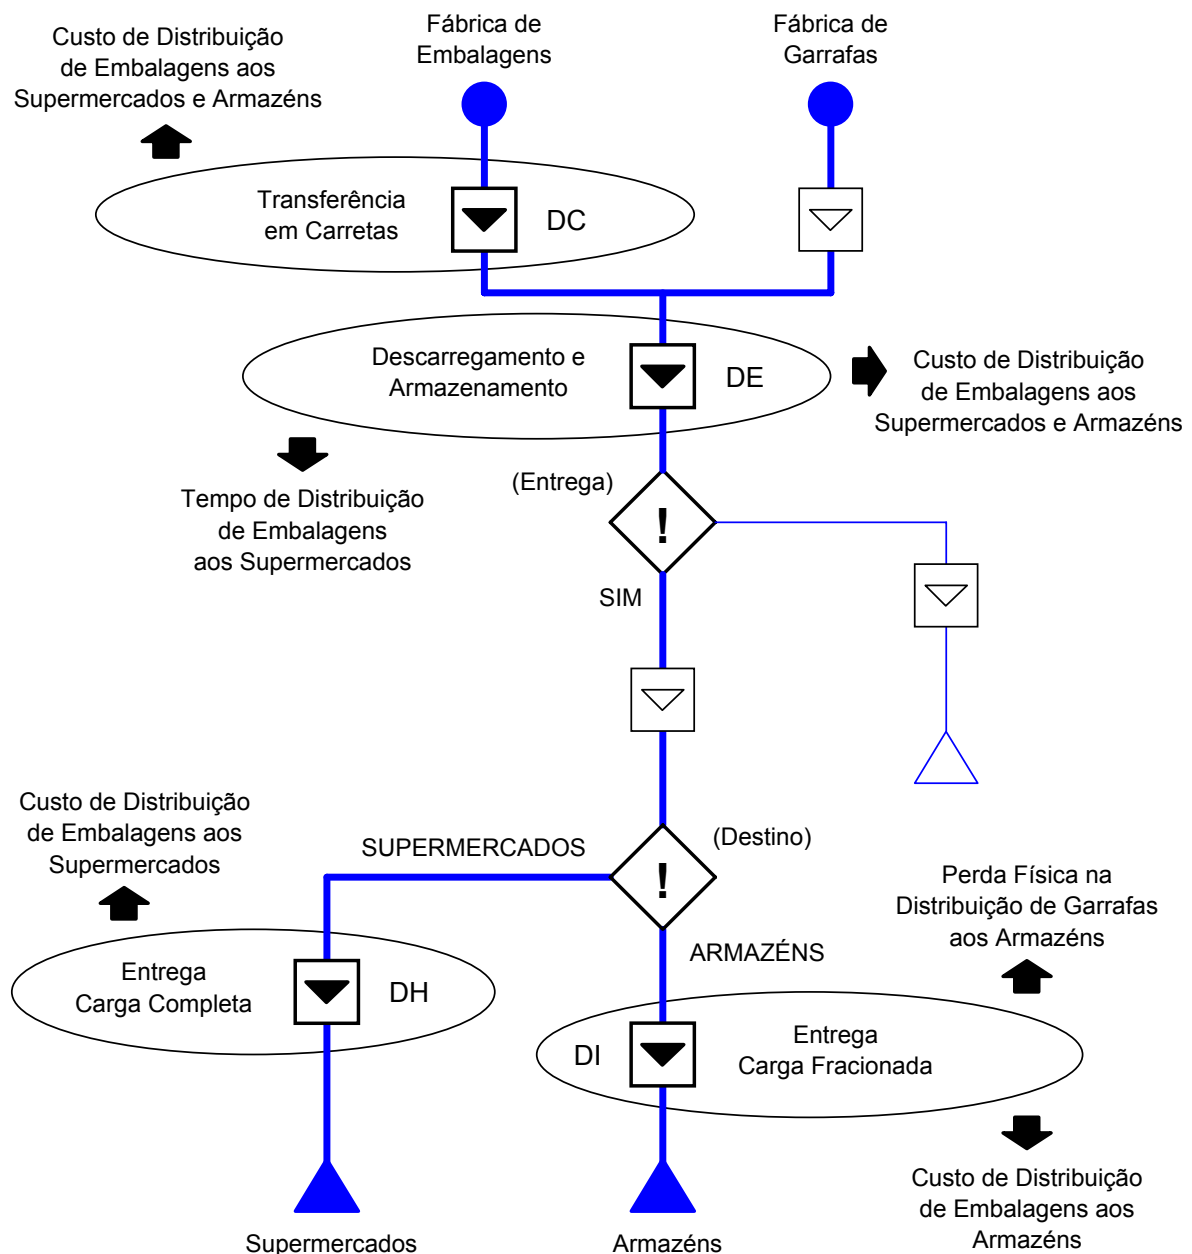 Custo de Distribuição
de Embalagens aos
Supermercados e Armazéns
Fábrica de
Embalagens
Fábrica de
Garrafas
Transferência
em Carretas
DC
Descarregamento e
Armazenamento
DE
Custo de Distribuição
de Embalagens aos
Supermercados e Armazéns
Tempo de Distribuição
de Embalagens
aos Supermercados
(Entrega)
!
SIM
Custo de Distribuição
de Embalagens aos
Supermercados
SUPERMERCADOS
(Destino)
!
ARMAZÉNS
Perda Física na
Distribuição de Garrafas
aos Armazéns
Entrega
Carga Completa
DH
DI
Entrega
Carga Fracionada
Custo de Distribuição
de Embalagens aos
Armazéns
Supermercados
Armazéns